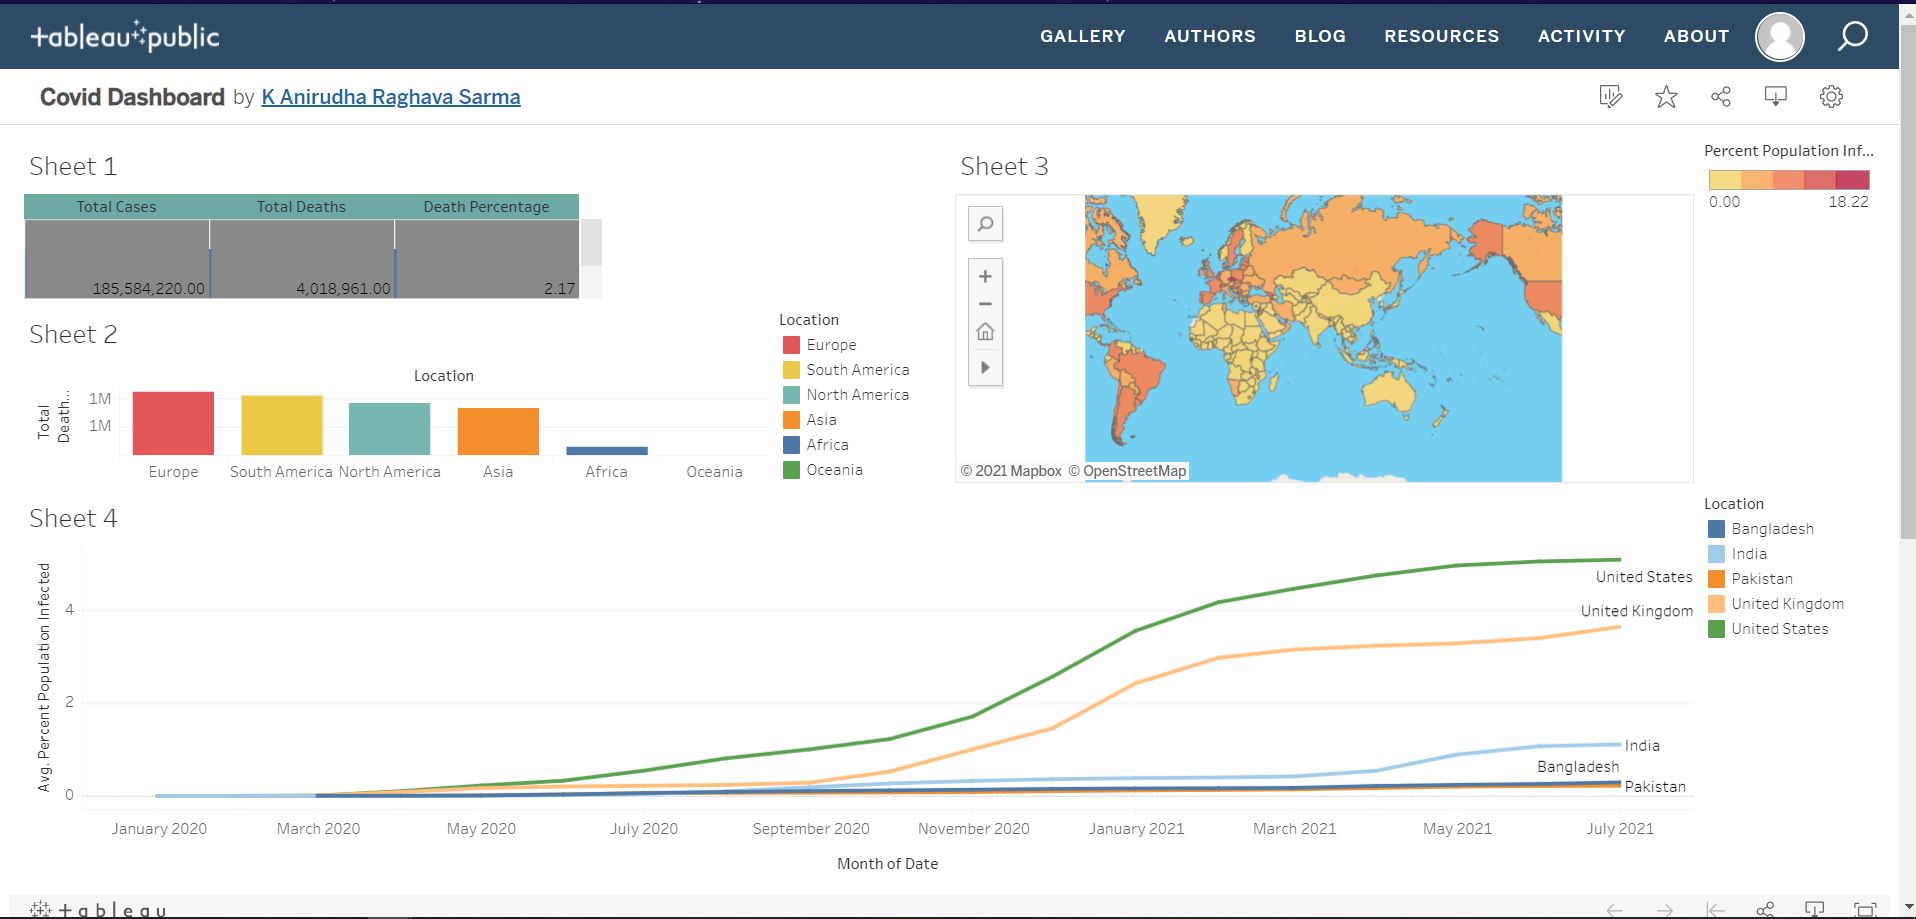 +ableau public
GALLERY AUTHORS BLOG RESOURCES ACTIVITY ABOUT
Covid Dashboard by K Anirudha Raghava Sarma
Sheet 1
Total Cases Total Deaths Death Percentage
185,584,220.00 4,018,961.00 2.17
Sheet 2
Location
Total
Death..
1M
1M
Europe South America North America Asia Africa Oceania
Location
Europe
South America
North America
Asia
Africa
Oceania
Sheet 3
+
−
© 2021 Mapbox © OpenStreetMap
Percent Population Inf...
0.00 18.22
Sheet 4
Avg. Percent Population Infected
4
2
0
United States
United Kingdom
India
Bangladesh
Pakistan
January 2020 March 2020 May 2020 July 2020 September 2020 November 2020 January 2021 March 2021 May 2021 July 2021
Month of Date
Location
Bangladesh
India
Pakistan
United Kingdom
United States
+ableau